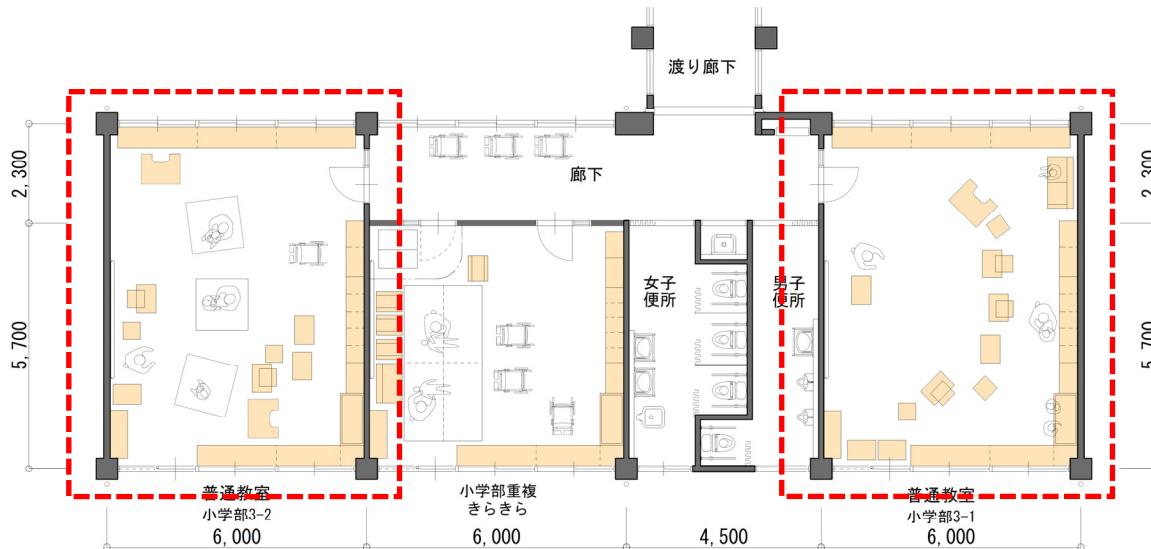 渡り廊下
2,300
廊下
2,300
女子
便所
男子
便所
5,700
5,700
普通教室
小学部3-2
小学部重複
きらきら
普通教室
小学部3-1
6,000
6,000
4,500
6,000